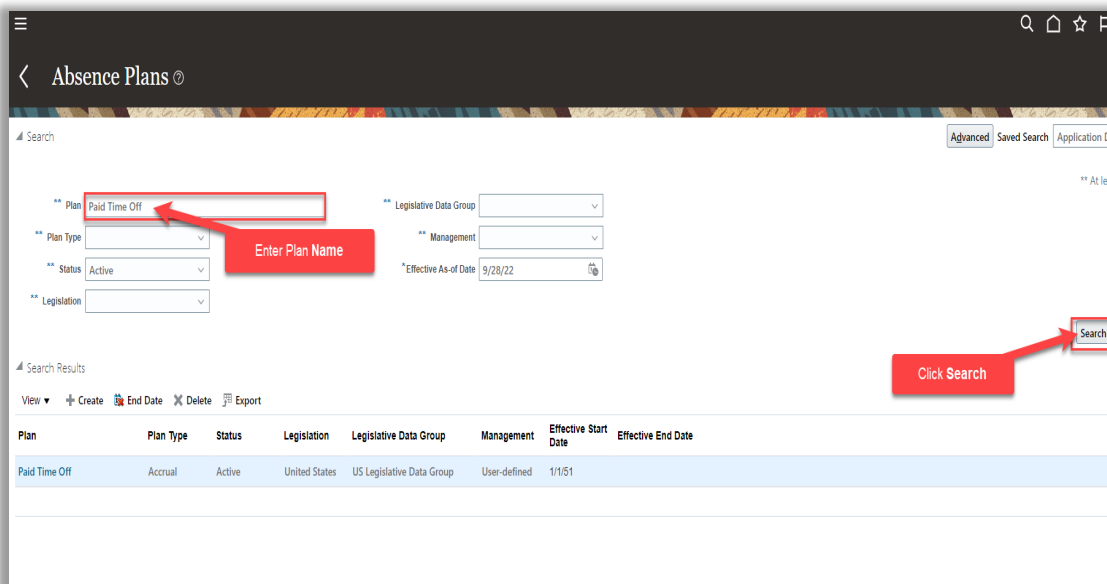 Absence Plans
Search
Advanced Saved Search Application D
** At le
** Plan Paid Time Off
** Legislative Data Group
** Plan Type
** Management
Enter Plan Name
** Status Active
*Effective As-of Date 9/28/22
** Legislation
Search
Click Search
Search Results
View Create End Date Delete Export
Plan Plan Type Status Legislation Legislative Data Group Management Effective Start Date Effective End Date
Paid Time Off Accrual Active United States US Legislative Data Group User-defined 1/1/51